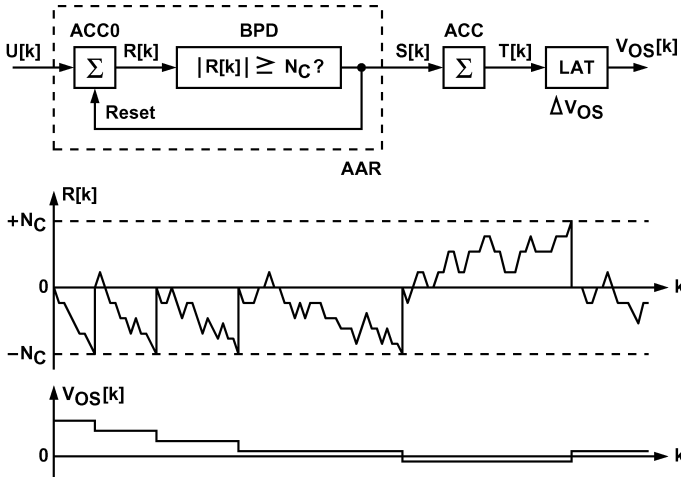 ACC0 BPD ACC
U[k] Σ R[k] |R[k]| ≥ NC? S[k] Σ T[k] LAT VOS[k]
Reset ΔVOS
AAR
R[k]
+NC
0 k
−NC
VOS[k]
0 k